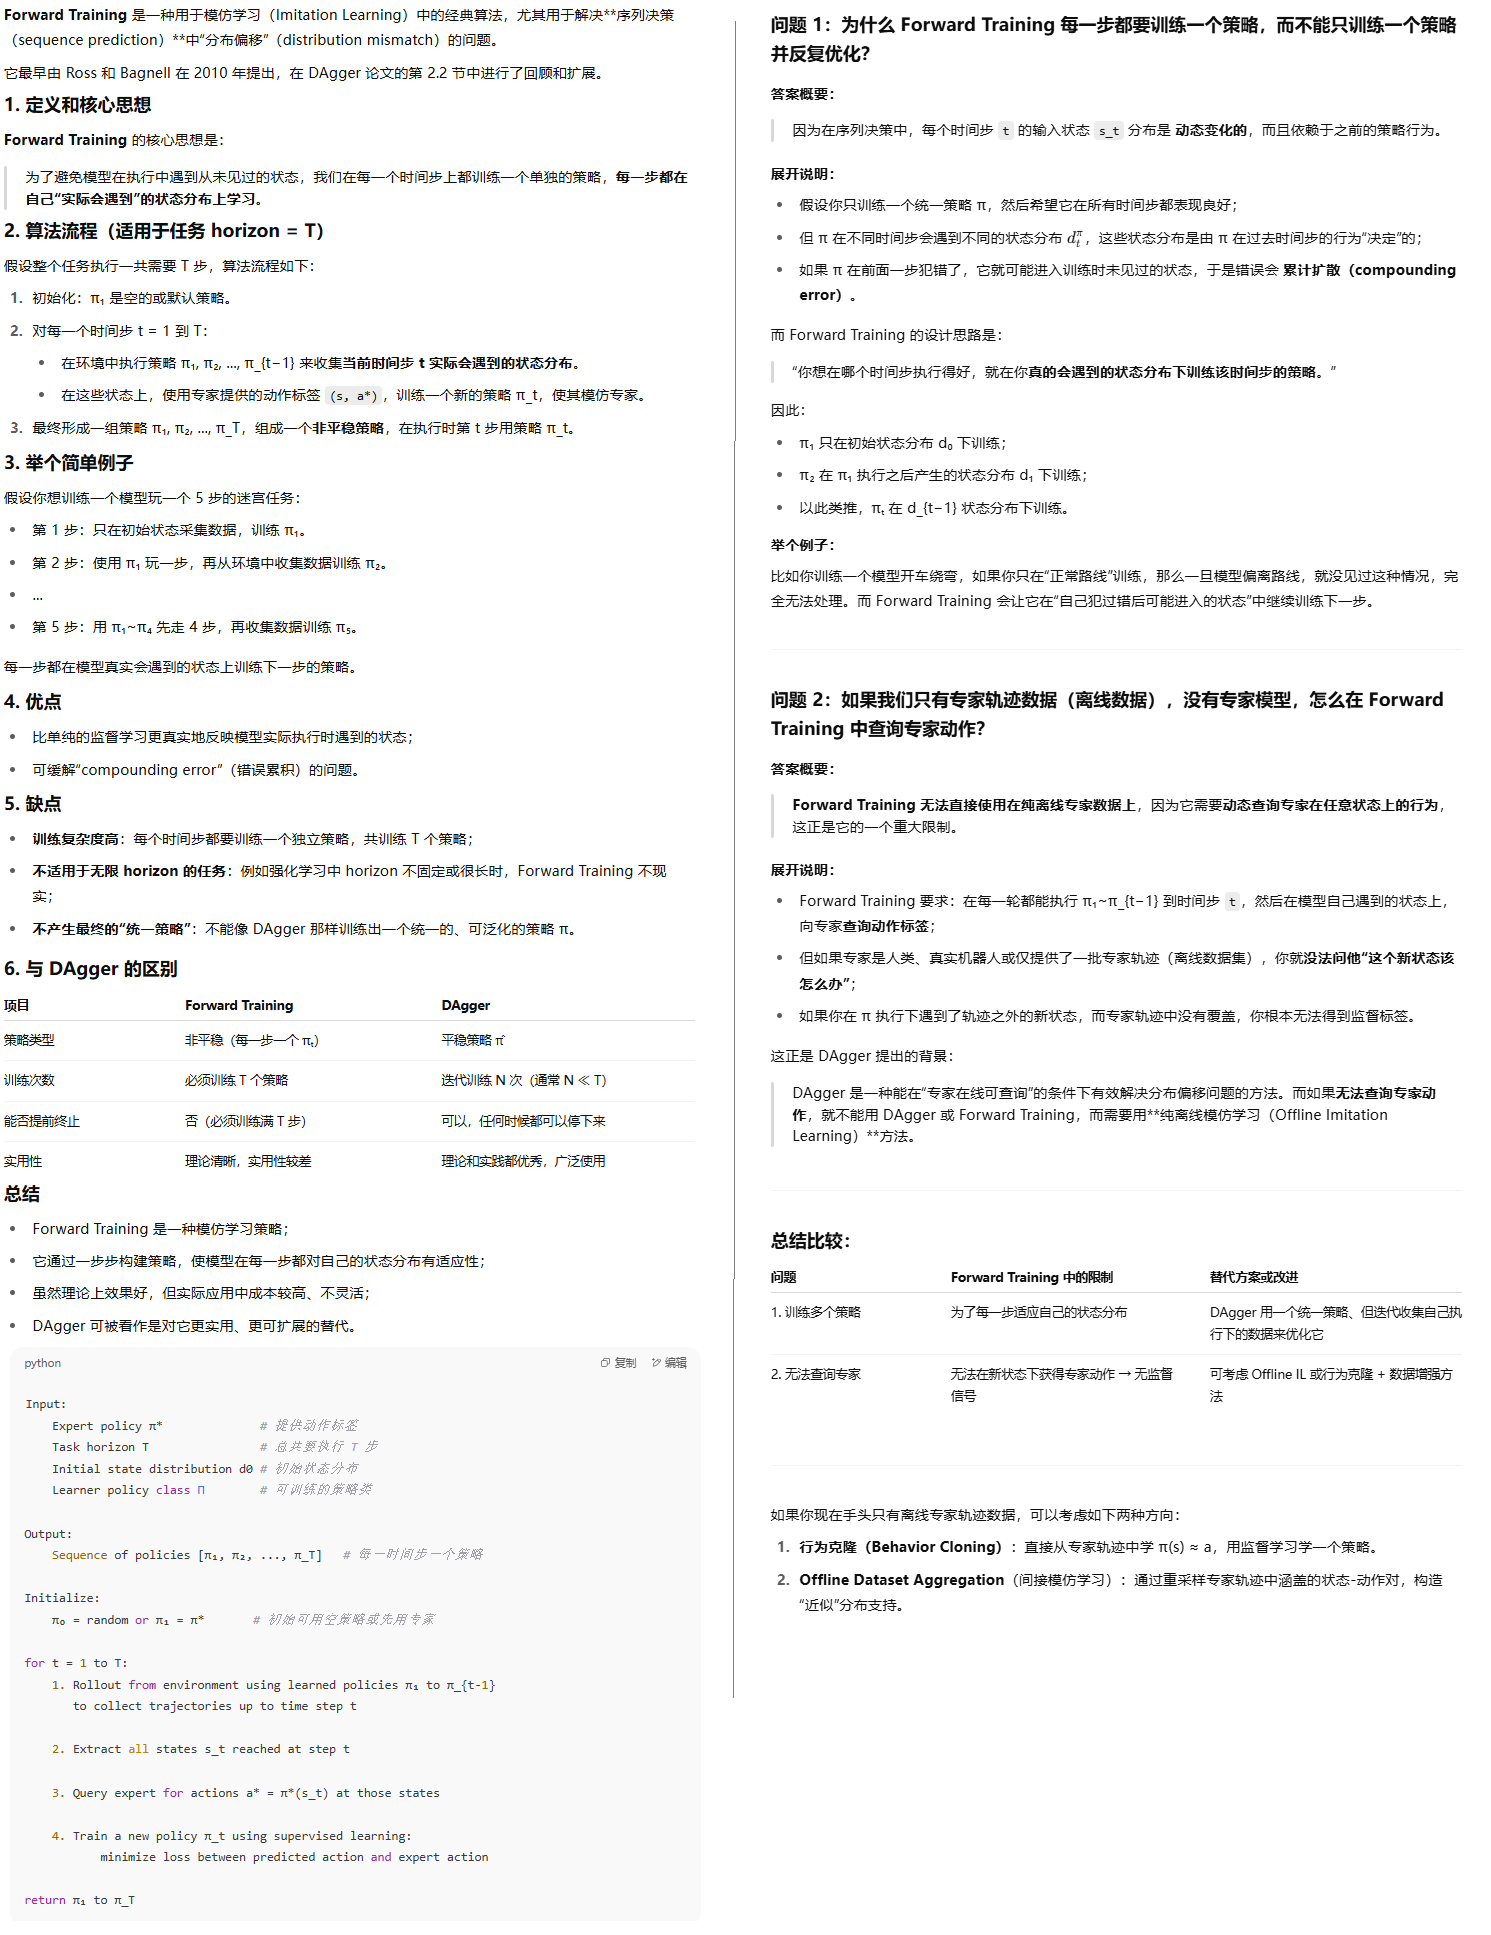 Forward Training 是一种用于模仿学习（Imitation Learning）中的经典算法，尤其用于解决**序列决策
（sequence prediction）**中“分布偏移”（distribution mismatch）的问题。
它最早由 Ross 和 Bagnell 在 2010 年提出，在 DAgger 论文的第 2.2 节中进行了回顾和扩展。
1. 定义和核心思想
Forward Training 的核心思想是：
为了避免模型在执行中遇到从未见过的状态，我们在每一个时间步上都训练一个单独的策略，每一步都在
自己“实际会遇到”的状态分布上学习。
2. 算法流程（适用于任务 horizon = T）
假设整个任务执行一共需要 T 步，算法流程如下：
1. 初始化：π₁ 是空的或默认策略。
2. 对每一个时间步 t = 1 到 T：
• 在环境中执行策略 π₁, π₂, ..., π_{t−1} 来收集当前时间步 t 实际会遇到的状态分布。
• 在这些状态上，使用专家提供的动作标签 (s, a*)，训练一个新的策略 π_t，使其模仿专家。
3. 最终形成一组策略 π₁, π₂, ..., π_T，组成一个非平稳策略，在执行时第 t 步用策略 π_t。
3. 举个简单例子
假设你想训练一个模型玩一个 5 步的迷宫任务：
• 第 1 步：只在初始状态采集数据，训练 π₁。
• 第 2 步：使用 π₁ 玩一步，再从环境中收集数据训练 π₂。
• ...
• 第 5 步：用 π₁~π₄ 先走 4 步，再收集数据训练 π₅。
每一步都在模型真实会遇到的状态上训练下一步的策略。
4. 优点
• 比单纯的监督学习更真实地反映模型实际执行时遇到的状态；
• 可缓解“compounding error”（错误累积）的问题。
5. 缺点
• 训练复杂度高：每个时间步都要训练一个独立策略，共训练 T 个策略；
• 不适用于无限 horizon 的任务：例如强化学习中 horizon 不固定或很长时，Forward Training 不现
实；
• 不产生最终的“统一策略”：不能像 DAgger 那样训练出一个统一的、可泛化的策略 π。
6. 与 DAgger 的区别
项目 Forward Training DAgger
策略类型 非平稳（每一步一个 πₜ） 平稳策略 π̂
训练次数 必须训练 T 个策略 迭代训练 N 次（通常 N ≪ T）
能否提前终止 否（必须训练满 T 步） 可以，任何时候都可以停下来
实用性 理论清晰，实用性较差 理论和实践都优秀，广泛使用
总结
• Forward Training 是一种模仿学习策略；
• 它通过一步步构建策略，使模型在每一步都对自己的状态分布有适应性；
• 虽然理论上效果好，但实际应用中成本较高、不灵活；
• DAgger 可被看作是对它更实用、更可扩展的替代。
python 复制 编辑
Input:
Expert policy π* # 提供动作标签
Task horizon T # 总共要执行 T 步
Initial state distribution d0 # 初始状态分布
Learner policy class Π # 可训练的策略类
Output:
Sequence of policies [π₁, π₂, ..., π_T] # 每一时间步一个策略
Initialize:
π₀ = random or π₁ = π* # 初始可用空策略或先用专家
for t = 1 to T:
1. Rollout from environment using learned policies π₁ to π_{t-1}
to collect trajectories up to time step t
2. Extract all states s_t reached at step t
3. Query expert for actions a* = π*(s_t) at those states
4. Train a new policy π_t using supervised learning:
minimize loss between predicted action and expert action
return π₁ to π_T
问题 1：为什么 Forward Training 每一步都要训练一个策略，而不能只训练一个策略
并反复优化？
答案概要：
因为在序列决策中，每个时间步 t 的输入状态 s_t 分布是 动态变化的，而且依赖于之前的策略行为。
展开说明：
• 假设你只训练一个统一策略 π，然后希望它在所有时间步都表现良好；
• 但 π 在不同时间步会遇到不同的状态分布 d_t^π，这些状态分布是由 π 在过去时间步的行为“决定”的；
• 如果 π 在前面一步犯错了，它就可能进入训练时未见过的状态，于是错误会 累计扩散（compounding
error）。
而 Forward Training 的设计思路是：
“你想在哪个时间步执行得好，就在你真的会遇到的状态分布下训练该时间步的策略。”
因此：
• π₁ 只在初始状态分布 d₀ 下训练；
• π₂ 在 π₁ 执行之后产生的状态分布 d₁ 下训练；
• 以此类推，πₜ 在 d_{t−1} 状态分布下训练。
举个例子：
比如你训练一个模型开车绕弯，如果你只在“正常路线”训练，那么一旦模型偏离路线，就没见过这种情况，完
全无法处理。而 Forward Training 会让它在“自己犯过错后可能进入的状态”中继续训练下一步。
问题 2：如果我们只有专家轨迹数据（离线数据），没有专家模型，怎么在 Forward
Training 中查询专家动作？
答案概要：
Forward Training 无法直接使用在纯离线专家数据上，因为它需要动态查询专家在任意状态上的行为，
这正是它的一个重大限制。
展开说明：
• Forward Training 要求：在每一轮都能执行 π₁~π_{t−1} 到时间步 t，然后在模型自己遇到的状态上，
向专家查询动作标签；
• 但如果专家是人类、真实机器人或仅提供了一批专家轨迹（离线数据集），你就没法问他“这个新状态该
怎么办”；
• 如果你在 π 执行下遇到了轨迹之外的新状态，而专家轨迹中没有覆盖，你根本无法得到监督标签。
这正是 DAgger 提出的背景：
DAgger 是一种能在“专家在线可查询”的条件下有效解决分布偏移问题的方法。而如果无法查询专家动
作，就不能用 DAgger 或 Forward Training，而需要用**纯离线模仿学习（Offline Imitation
Learning）**方法。
总结比较：
问题 Forward Training 中的限制 替代方案或改进
1. 训练多个策略 为了每一步适应自己的状态分布 DAgger 用一个统一策略、但迭代收集自己执
行下的数据来优化它
2. 无法查询专家 无法在新状态下获得专家动作 → 无监督 可考虑 Offline IL 或行为克隆 + 数据增强方
信号 法
如果你现在手头只有离线专家轨迹数据，可以考虑如下两种方向：
1. 行为克隆（Behavior Cloning）：直接从专家轨迹中学 π(s) ≈ a，用监督学习学一个策略。
2. Offline Dataset Aggregation（间接模仿学习）：通过重采样专家轨迹中涵盖的状态-动作对，构造
“近似”分布支持。